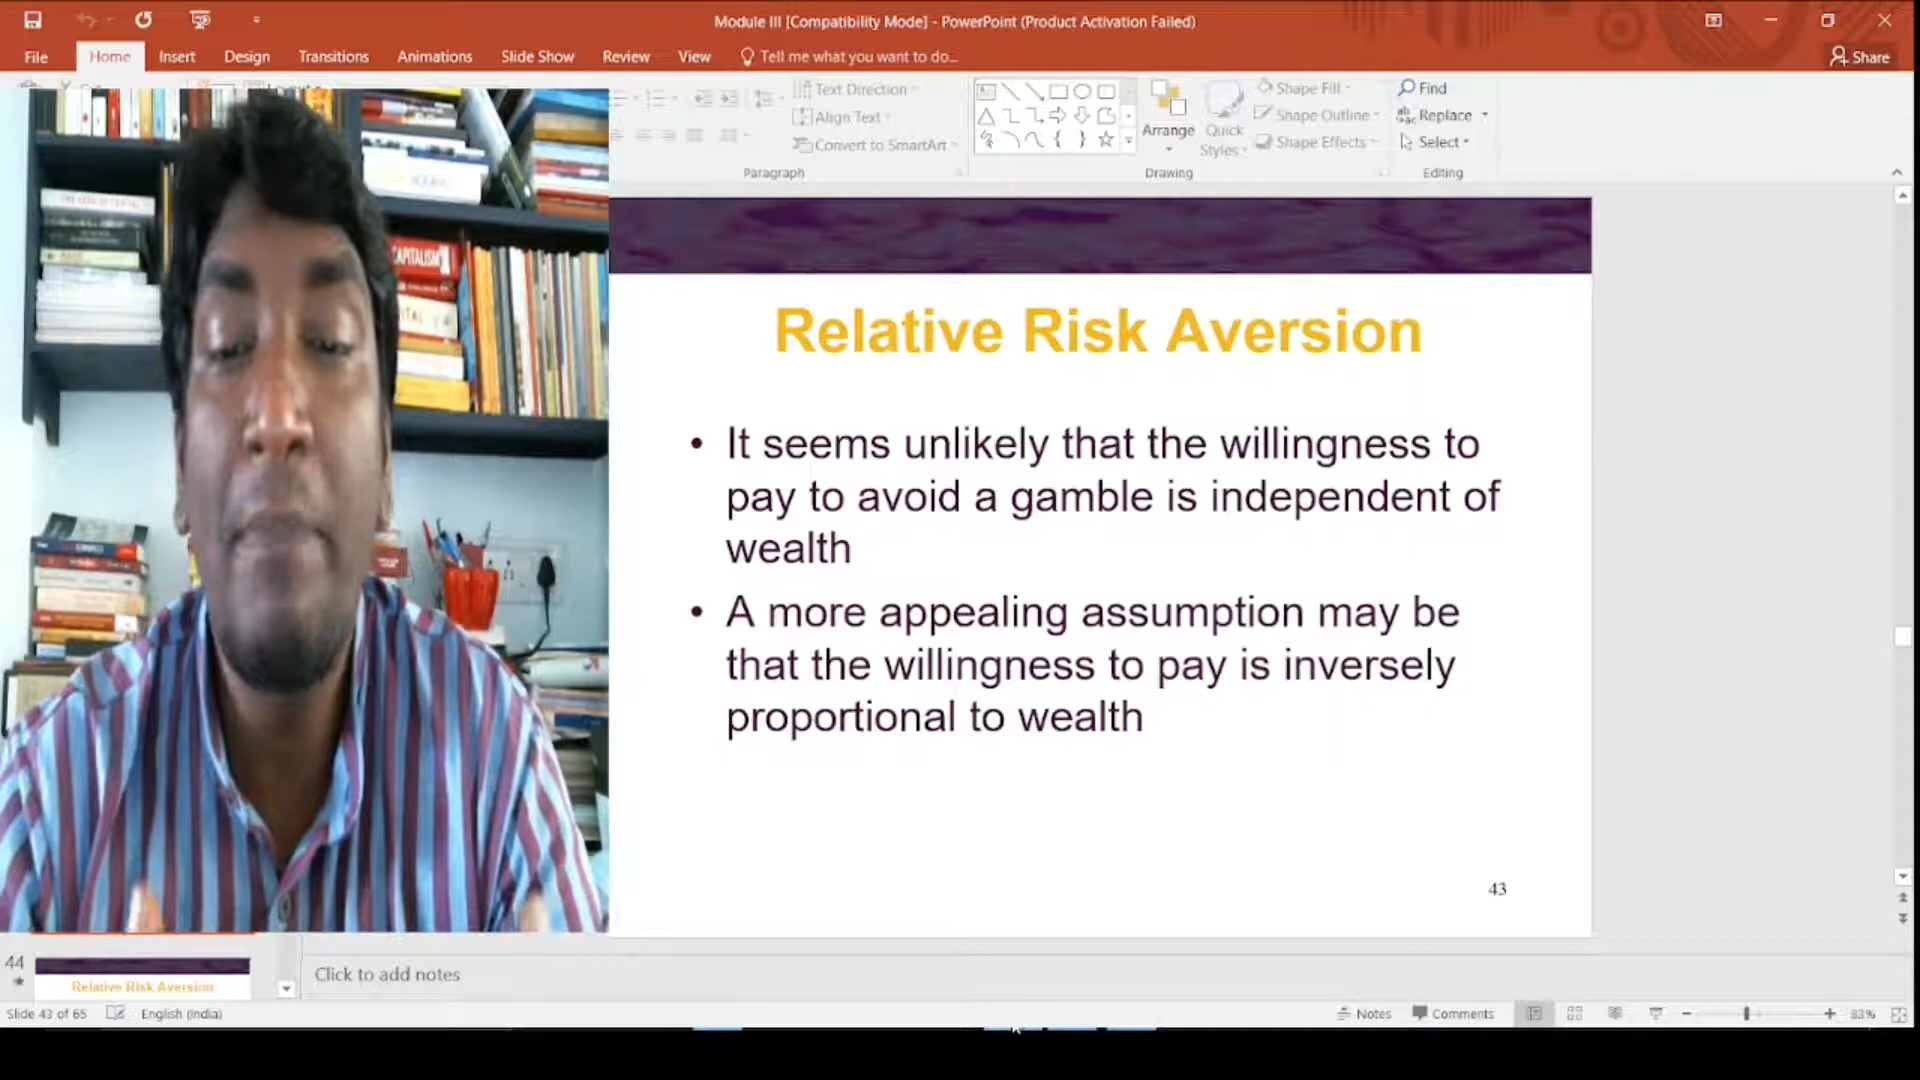 Module III [Compatibility Mode] - PowerPoint (Product Activation Failed)
File Home Insert Design Transitions Animations Slide Show Review View Tell me what you want to do... Share
Text Direction
Align Text
Convert to SmartArt
Paragraph
Arrange
Quick
Styles
Shape Fill
Shape Outline
Shape Effects
Drawing
Find
Replace
Select
Editing
CAPITALISM
Relative Risk Aversion
• It seems unlikely that the willingness to
pay to avoid a gamble is independent of
wealth
• A more appealing assumption may be
that the willingness to pay is inversely
proportional to wealth
43
44
Relative Risk Aversion
Click to add notes
Slide 43 of 65 English (India) Notes Comments 83%